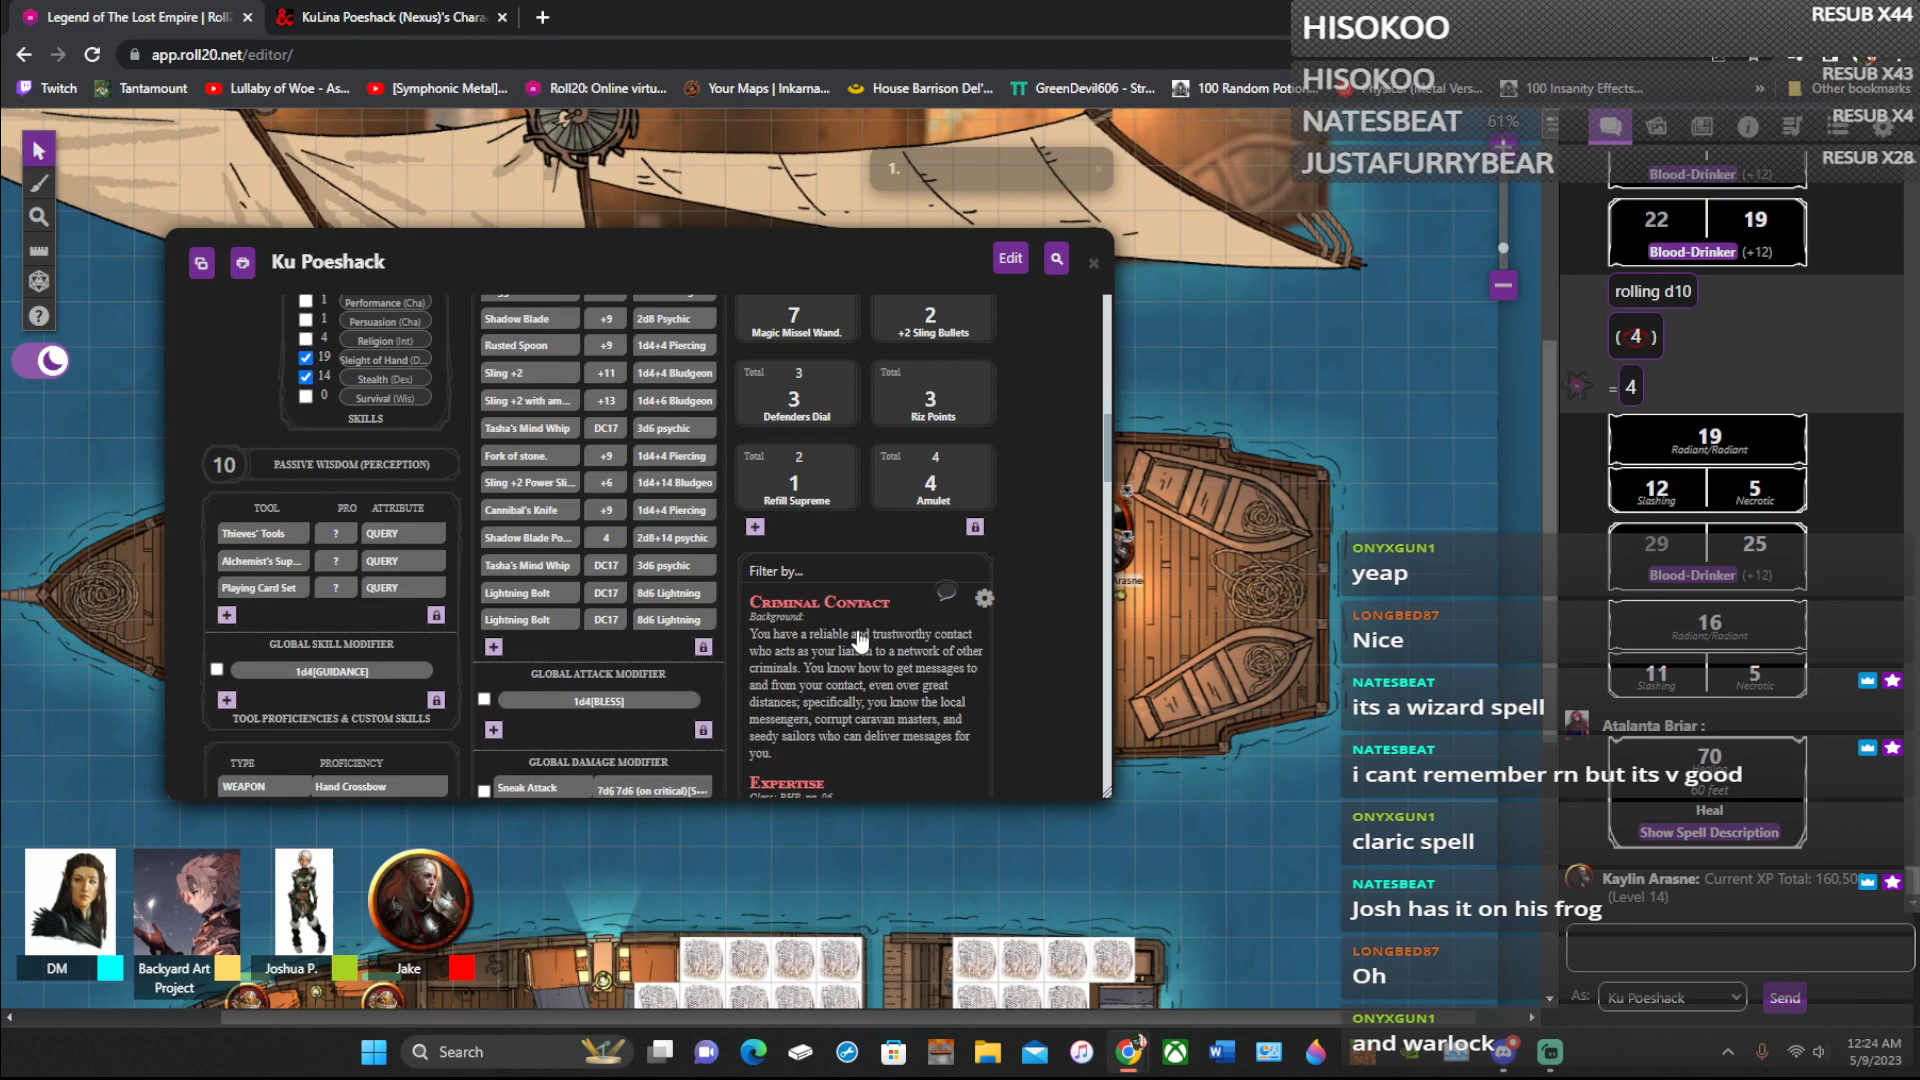 Legend of The Lost Empire | Roll
KuLina Poeshack (Nexus)'s Chara
app.roll20.net/editor/
Twitch
Tantamount
Lullaby of Woe - As...
[Symphonic Metal]...
Roll20: Online virtu...
Your Maps | Inkarna...
House Barrison Del'...
GreenDevil606 - Str...
100 Random Potion
Physical (Metal Vers...
100 Insanity Effects...
Other bookmarks
HISOKOO
RESUB X44
HISOKOO
RESUB X43
NATESBEAT
RESUB X4
JUSTAFURRYBEAR
RESUB X28
61%
1.
Ku Poeshack
Edit
1 Performance (Cha)
1 Persuasion (Cha)
4 Religion (Int)
19 Sleight of Hand (D...
14 Stealth (Dex)
0 Survival (Wis)
SKILLS
10 PASSIVE WISDOM (PERCEPTION)
TOOL PRO ATTRIBUTE
Thieves' Tools ? QUERY
Alchemist's Sup... ? QUERY
Playing Card Set ? QUERY
GLOBAL SKILL MODIFIER
1d4[GUIDANCE]
TOOL PROFICIENCIES & CUSTOM SKILLS
TYPE PROFICIENCY
WEAPON Hand Crossbow
Shadow Blade +9 2d8 Psychic
Rusted Spoon +9 1d4+4 Piercing
Sling +2 +11 1d4+4 Bludgeon
Sling +2 with am... +13 1d4+6 Bludgeon
Tasha's Mind Whip DC17 3d6 psychic
Fork of stone. +9 1d4+4 Piercing
Sling +2 Power Sli... +6 1d4+14 Bludgeo
Cannibal's Knife +9 1d4+4 Piercing
Shadow Blade Po... 4 2d8+14 psychic
Tasha's Mind Whip DC17 3d6 psychic
Lightning Bolt DC17 8d6 Lightning
Lightning Bolt DC17 8d6 Lightning
GLOBAL ATTACK MODIFIER
1d4[BLESS]
GLOBAL DAMAGE MODIFIER
Sneak Attack 7d6 7d6 (on critical)[S...
7
Magic Missel Wand.
2
+2 Sling Bullets
Total 3
3
Defenders Dial
Total
3
Riz Points
Total 2
1
Refill Supreme
Total 4
4
Amulet
Filter by...
CRIMINAL CONTACT
Background:
You have a reliable and trustworthy contact
who acts as your liaison to a network of other
criminals. You know how to get messages to
and from your contact, even over great
distances; specifically, you know the local
messengers, corrupt caravan masters, and
seedy sailors who can deliver messages for
you.
EXPERTISE
Class: PHB, pg. 96
Blood-Drinker (+12)
22 19
Blood-Drinker (+12)
rolling d10
( 4 )
= 4
19
Radiant/Radiant
12 5
Slashing Necrotic
29 25
Blood-Drinker (+12)
16
Radiant/Radiant
11 5
Slashing Necrotic
Atalanta Briar :
70
Healing
60 feet
Heal
Show Spell Description
Kaylin Arasne: Current XP Total: 160,50
(Level 14)
As: Ku Poeshack
Send
ONYXGUN1
yeap
LONGBED87
Nice
NATESBEAT
its a wizard spell
NATESBEAT
i cant remember rn but its v good
ONYXGUN1
claric spell
NATESBEAT
Josh has it on his frog
LONGBED87
Oh
ONYXGUN1
and warlock
Arasne
DM
Backyard Art
Project
Joshua P.
Jake
Search
12:24 AM
5/9/2023